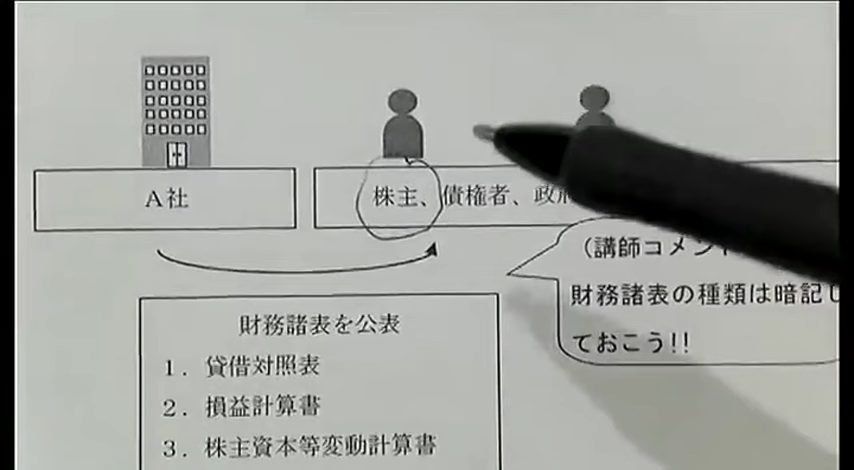 A社
株主、債権者、政府
(講師コメント
財務諸表の種類は暗記し
ておこう!!
財務諸表を公表
1. 貸借対照表
2. 損益計算書
3. 株主資本等変動計算書